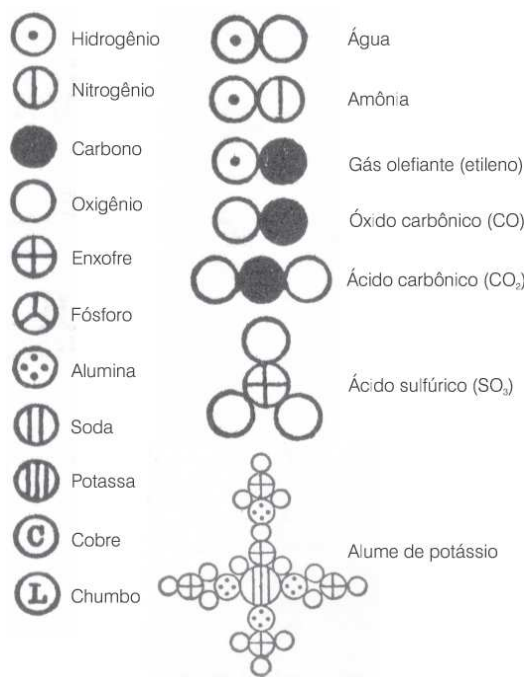 Hidrogênio
Nitrogênio
Carbono
Oxigênio
Enxofre
Fósforo
Alumina
Soda
Potassa
C Cobre
L Chumbo
Água
Amônia
Gás olefiante (etileno)
Óxido carbônico (CO)
Ácido carbônico (CO₂)
Ácido sulfúrico (SO₃)
Alume de potássio